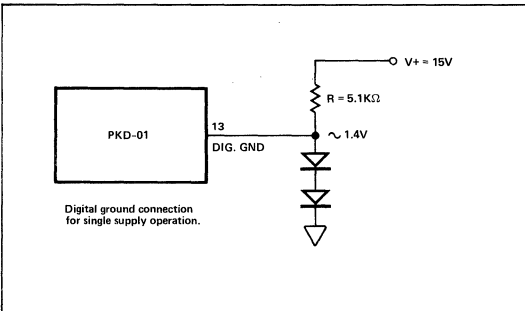 V+ = 15V
R = 5.1KΩ
PKD-01
13
DIG. GND
∼ 1.4V
Digital ground connection
for single supply operation.